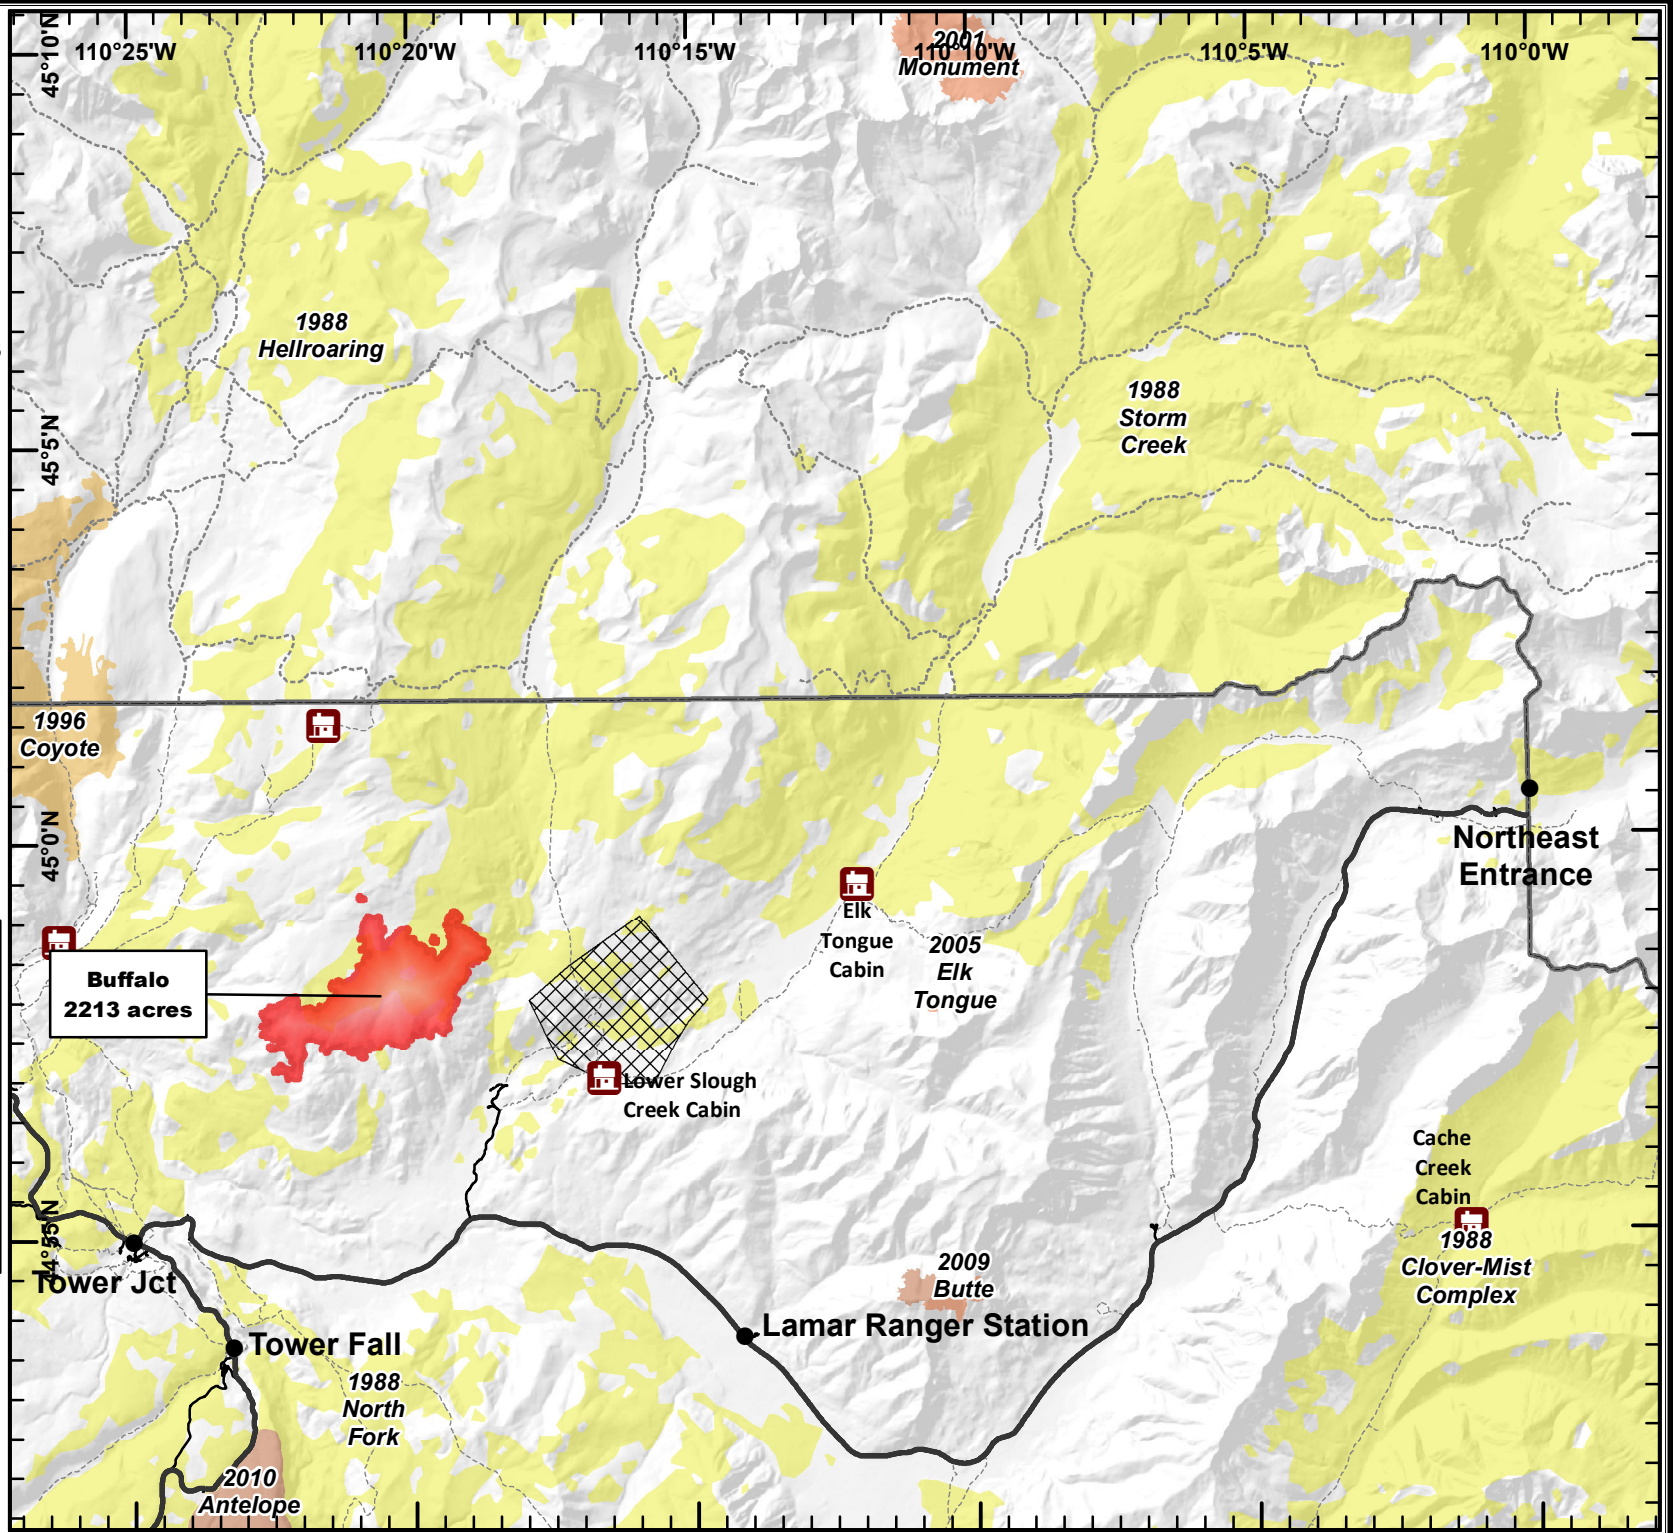 110°25'W
110°20'W
110°15'W
110°10'W
110°5'W
110°0'W
45°10'N
2001
Monument
1988
Hellroaring
1988
Storm
Creek
45°5'N
1996
Coyote
45°0'N
Northeast
Entrance
Elk
Tongue
Cabin
2005
Elk
Tongue
Buffalo
2213 acres
Lower Slough
Creek Cabin
Cache
Creek
Cabin
44°55'N
1988
Clover-Mist
Complex
Tower Jct
2009
Butte
Lamar Ranger Station
Tower Fall
1988
North
Fork
2010
Antelope